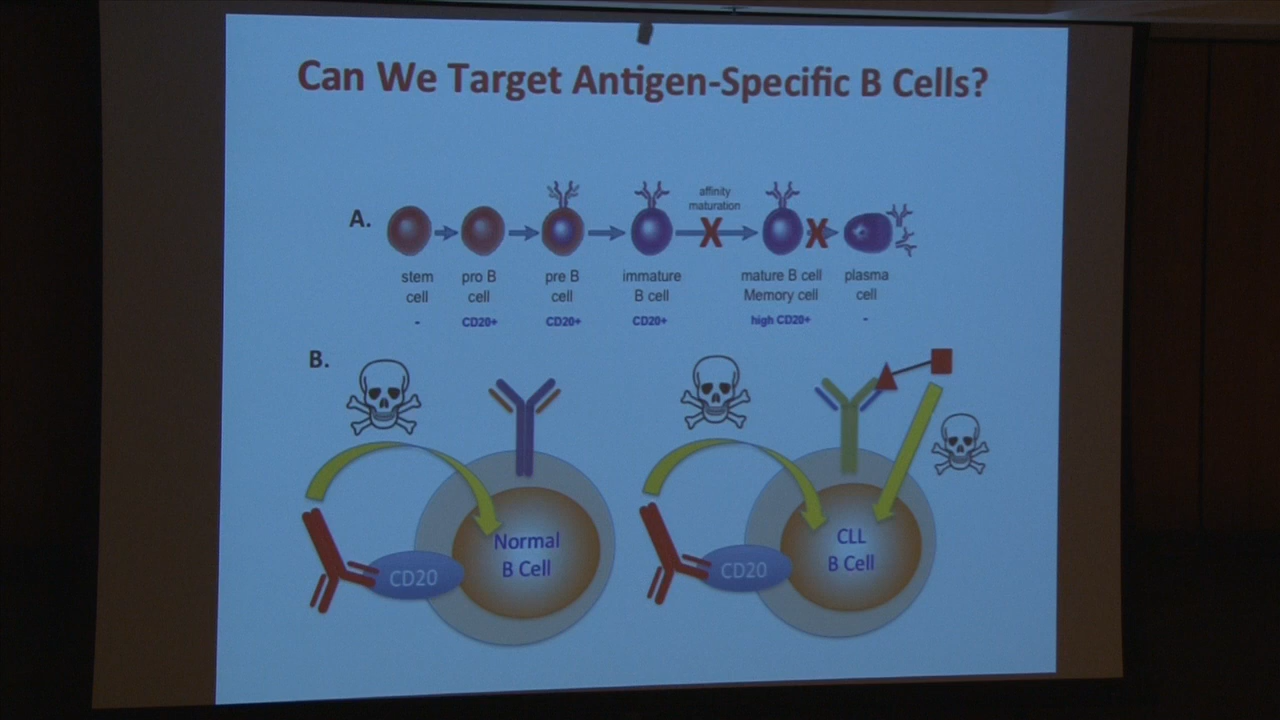 Can We Target Antigen-Specific B Cells?
A.
affinity
maturation
X
X
stem
cell
pro B
cell
pre B
cell
immature
B cell
mature B cell
Memory cell
plasma
cell
-
CD20+
CD20+
CD20+
high CD20+
-
B.
Normal
B Cell
CD20
CLL
B Cell
CD20